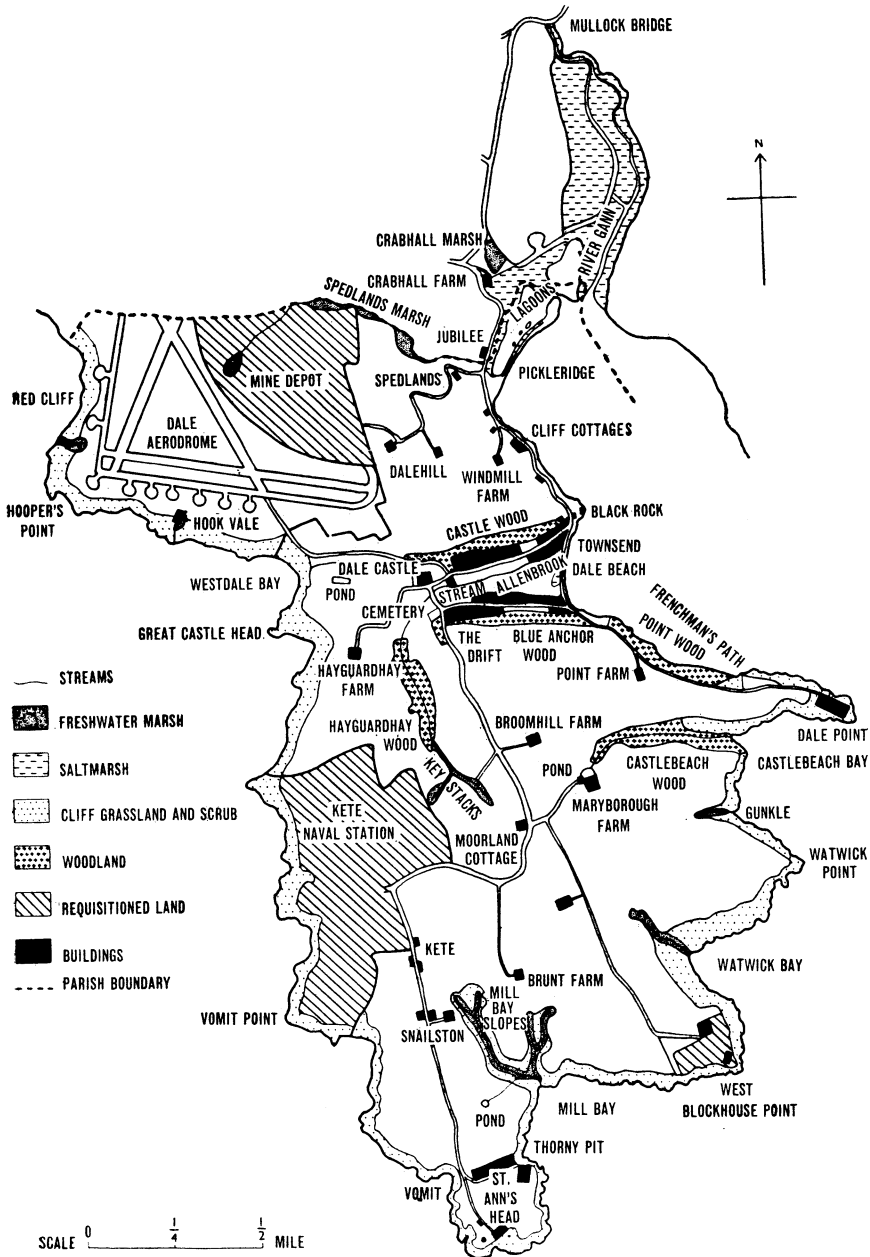 MULLOCK BRIDGE
N
RIVER GANN
CRABHALL MARSH
CRABHALL FARM
SPEDLANDS MARSH
LAGOONS
JUBILEE
MINE DEPOT
SPEDLANDS
PICKLERIDGE
RED CLIFF
DALE
AERODROME
CLIFF COTTAGES
DALEHILL
WINDMILL
FARM
HOOPER'S
POINT
HOOK VALE
CASTLE WOOD
BLACK ROCK
TOWNSEND
DALE CASTLE
STREAM
ALLENBROOK
DALE BEACH
WESTDALE BAY
POND
CEMETERY
FRENCHMAN'S PATH
POINT WOOD
GREAT CASTLE HEAD.
THE
DRIFT
BLUE ANCHOR
WOOD
HAYGUARDHAY
FARM
POINT FARM
STREAMS
FRESHWATER MARSH
SALTMARSH
CLIFF GRASSLAND AND SCRUB
WOODLAND
REQUISITIONED LAND
BUILDINGS
PARISH BOUNDARY
HAYGUARDHAY
WOOD
BROOMHILL FARM
DALE POINT
KEY
STACKS
POND
CASTLEBEACH
WOOD
CASTLEBEACH BAY
MARYBOROUGH
FARM
GUNKLE
KETE
NAVAL STATION
MOORLAND
COTTAGE
WATWICK
POINT
KETE
BRUNT FARM
WATWICK BAY
MILL
BAY
SLOPES
VOMIT POINT
SNAILSTON
WEST
BLOCKHOUSE POINT
POND
MILL BAY
THORNY PIT
VOMIT
ST.
ANN'S
HEAD
SCALE 0 1/4 1/2 MILE